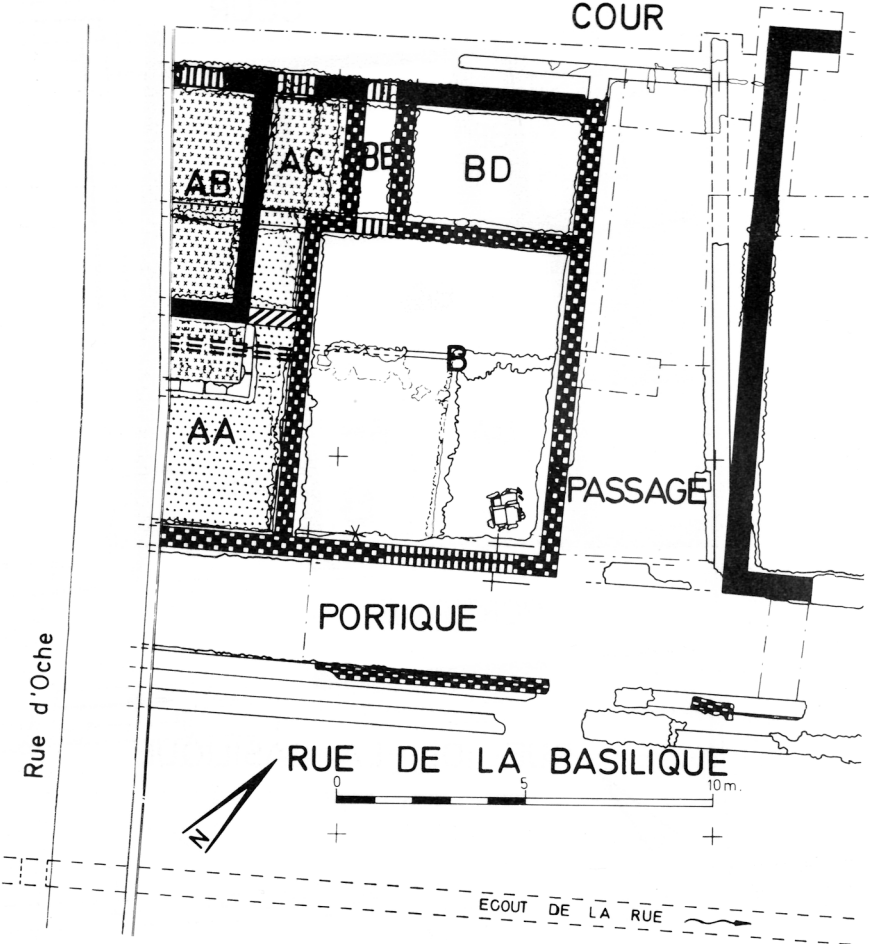 COUR
AC
BE
BD
AB
B
AA
PASSAGE
PORTIQUE
Rue d'Oche
RUE DE LA BASILIQUE
0 5 10 m.
N
EGOUT DE LA RUE